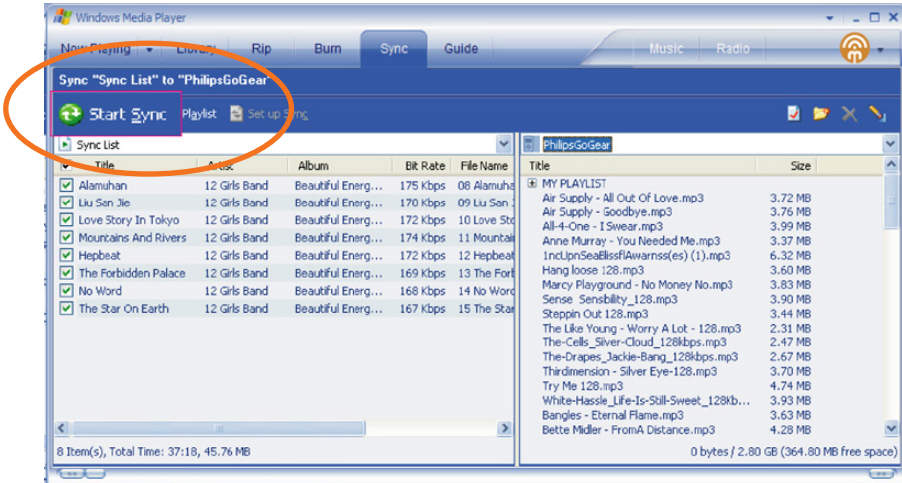 Windows Media Player
Now Playing Library Rip Burn Sync Guide Music Radio
Sync "Sync List" to "PhilipsGoGear"
Start Sync Playlist Set up Sync
Sync List
PhilipsGoGear
Title Artist Album Bit Rate File Name
Alamuhan 12 Girls Band Beautiful Energ... 175 Kbps 08 Alamuha
Liu San Jie 12 Girls Band Beautiful Energ... 170 Kbps 09 Liu San J
Love Story In Tokyo 12 Girls Band Beautiful Energ... 172 Kbps 10 Love Sto
Mountains And Rivers 12 Girls Band Beautiful Energ... 174 Kbps 11 Mountai
Hepbeat 12 Girls Band Beautiful Energ... 172 Kbps 12 Hepbeat
The Forbidden Palace 12 Girls Band Beautiful Energ... 169 Kbps 13 The Forb
No Word 12 Girls Band Beautiful Energ... 168 Kbps 14 No Word
The Star On Earth 12 Girls Band Beautiful Energ... 167 Kbps 15 The Star
8 Item(s), Total Time: 37:18, 45.76 MB
Title Size
MY PLAYLIST
Air Supply - All Out Of Love.mp3 3.72 MB
Air Supply - Goodbye.mp3 3.76 MB
All-4-One - I Swear.mp3 3.99 MB
Anne Murray - You Needed Me.mp3 3.37 MB
1ncUpnSeaBlissflAwarnss(es) (1).mp3 6.32 MB
Hang loose 128.mp3 3.60 MB
Marcy Playground - No Money No.mp3 3.83 MB
Sense Sensbility_128.mp3 3.90 MB
Steppin Out 128.mp3 3.44 MB
The Like Young - Worry A Lot - 128.mp3 2.31 MB
The-Cells_Silver-Cloud_128kbps.mp3 2.47 MB
The-Drapes_Jackie-Bang_128kbps.mp3 2.67 MB
Thirdimension - Silver Eye-128.mp3 3.70 MB
Try Me 128.mp3 4.74 MB
White-Hassle_Life-Is-Still-Sweet_128kb... 3.93 MB
Bangles - Eternal Flame.mp3 3.63 MB
Bette Midler - FromA Distance.mp3 4.28 MB
0 bytes / 2.80 GB (364.80 MB free space)